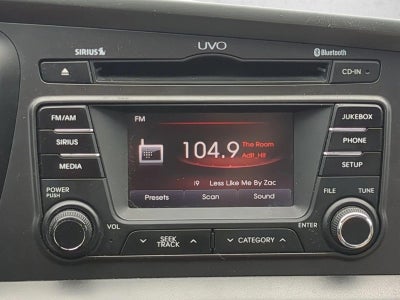 SIRIUS
UVO
Bluetooth
CD-IN
FM/AM
SIRIUS
MEDIA
FM
104.9
The Room
Adlt_Hit
i9 Less Like Me By Zac
Presets Scan Sound
JUKEBOX
PHONE
SETUP
POWER
PUSH
VOL
SEEK
TRACK
CATEGORY
FILE TUNE
ENTER